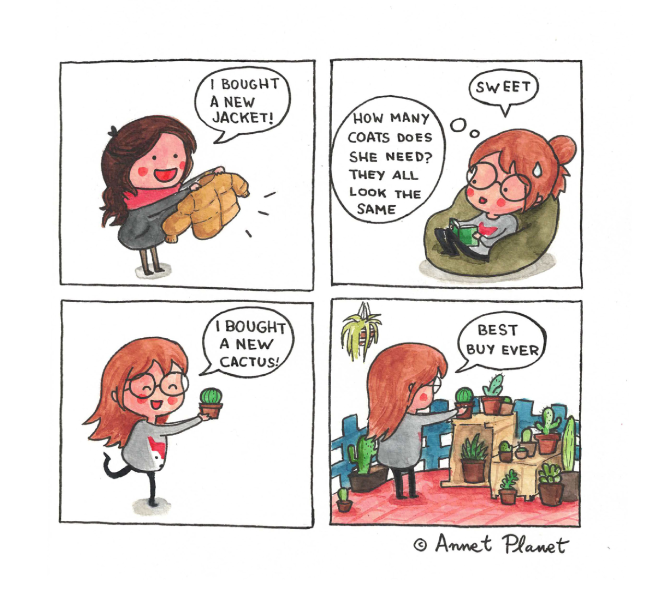 I BOUGHT
A NEW
JACKET!
SWEET
HOW MANY
COATS DOES
SHE NEED?
THEY ALL
LOOK THE
SAME
I BOUGHT
A NEW
CACTUS!
BEST
BUY EVER
© Annet Planet